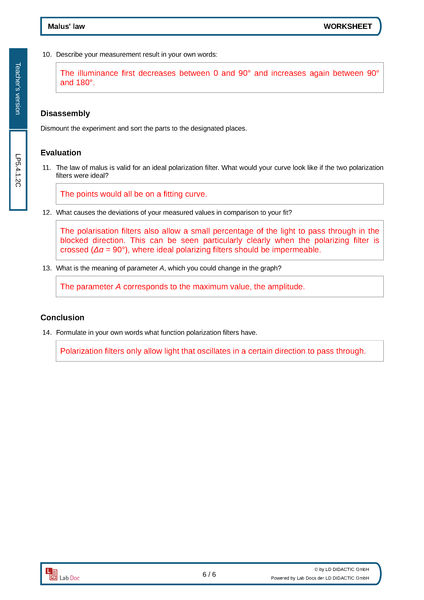 Malus' law
WORKSHEET
Teacher's version
LP5.4.1.2C
10. Describe your measurement result in your own words:
The illuminance first decreases between 0 and 90° and increases again between 90°
and 180°.
Disassembly
Dismount the experiment and sort the parts to the designated places.
Evaluation
11. The law of malus is valid for an ideal polarization filter. What would your curve look like if the two polarization
filters were ideal?
The points would all be on a fitting curve.
12. What causes the deviations of your measured values in comparison to your fit?
The polarisation filters also allow a small percentage of the light to pass through in the
blocked direction. This can be seen particularly clearly when the polarizing filter is
crossed (Δα = 90°), where ideal polarizing filters should be impermeable.
13. What is the meaning of parameter A, which you could change in the graph?
The parameter A corresponds to the maximum value, the amplitude.
Conclusion
14. Formulate in your own words what function polarization filters have.
Polarization filters only allow light that oscillates in a certain direction to pass through.
Lab Doc
6 / 6
© by LD DIDACTIC GmbH
Powered by Lab Docs der LD DIDACTIC GmbH